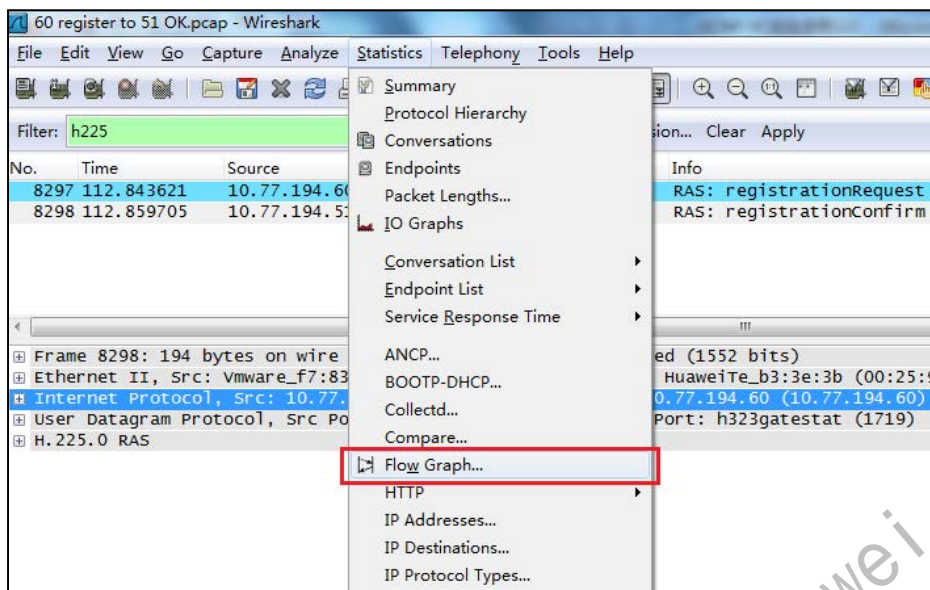 60 register to 51 OK.pcap - Wireshark
File Edit View Go Capture Analyze Statistics Telephony Tools Help
Summary
Protocol Hierarchy
Filter: h225
Conversations
sion... Clear Apply
No. Time Source
Endpoints
Info
8297 112.843621 10.77.194.60
Packet Lengths...
RAS: registrationRequest
8298 112.859705 10.77.194.51
IO Graphs
RAS: registrationConfirm
Conversation List
Endpoint List
Service Response Time
Frame 8298: 194 bytes on wire
ANCP...
ed (1552 bits)
Ethernet II, Src: Vmware_f7:83
BOOTP-DHCP...
HuaweiTe_b3:3e:3b (00:25:9
Internet Protocol, Src: 10.77.
Collectd...
0.77.194.60 (10.77.194.60)
User Datagram Protocol, Src Po
Compare...
Port: h323gatestat (1719)
H.225.0 RAS
Flow Graph...
HTTP
IP Addresses...
IP Destinations...
IP Protocol Types...
wei